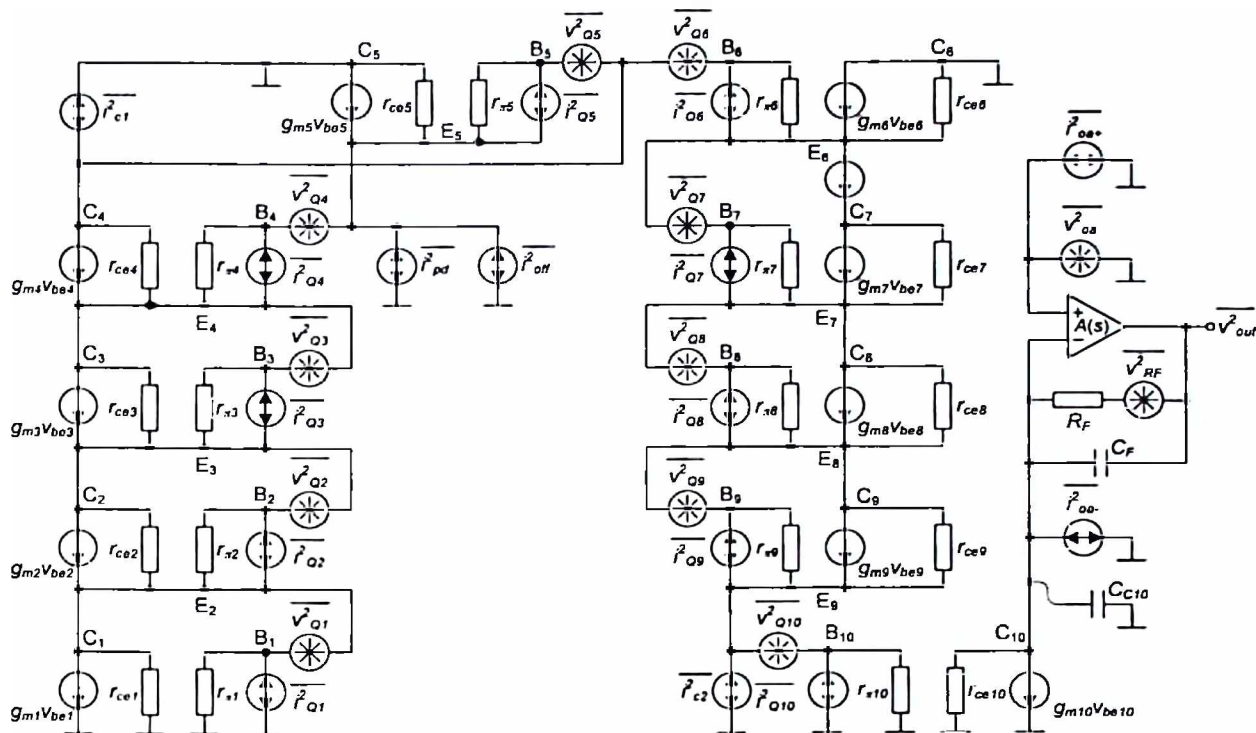 v²Q5
v²Q6
C5
B5
B6
C6
i²c1
rce5
rπ5
i²Q5
i²Q6
rπ6
rce6
gm5vbe5
gm6vbe6
E5
E6
i²oa+
v²Q4
v²Q7
C4
B4
B7
C7
v²oa
rce4
rπ4
i²Q4
i²pd
i²off
i²Q7
rπ7
rce7
gm4vbe4
gm7vbe7
E4
E7
+
A(s)
−
v²out
v²Q3
v²Q8
C3
B3
B8
C8
v²RF
rce3
rπ3
i²Q3
i²Q8
rπ8
rce8
RF
gm3vbe3
gm8vbe8
CF
E3
E8
v²Q2
v²Q9
C2
B2
B9
C9
i²oa-
rce2
rπ2
i²Q2
i²Q9
rπ9
rce9
gm2vbe2
gm9vbe9
CC10
E2
E9
v²Q1
v²Q10
C1
B1
B10
C10
rce1
rπ1
i²Q1
i²c2
i²Q10
rπ10
rce10
gm1vbe1
gm10vbe10